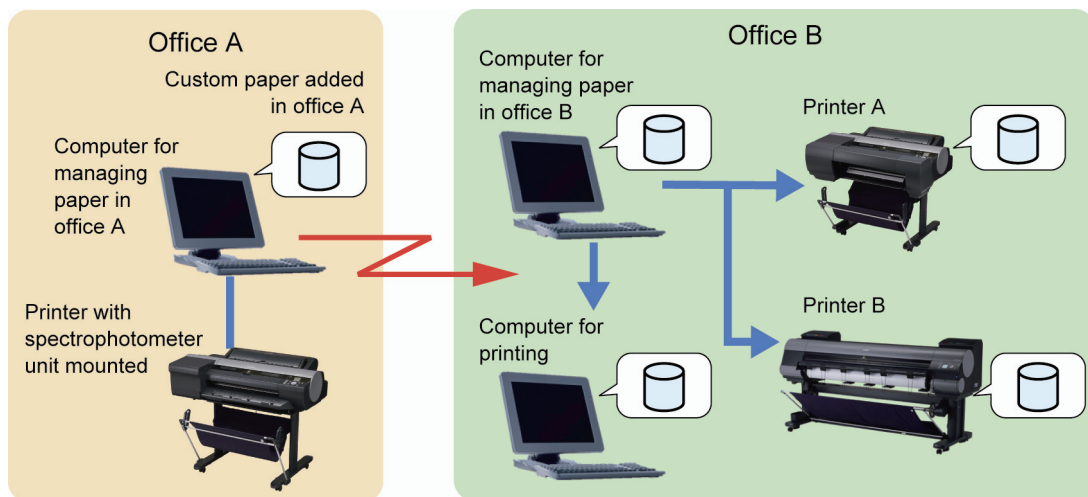 Office A
Custom paper added
in office A
Computer for
managing
paper in
office A
Printer with
spectrophotometer
unit mounted
Office B
Computer for
managing paper
in office B
Printer A
Computer for
printing
Printer B